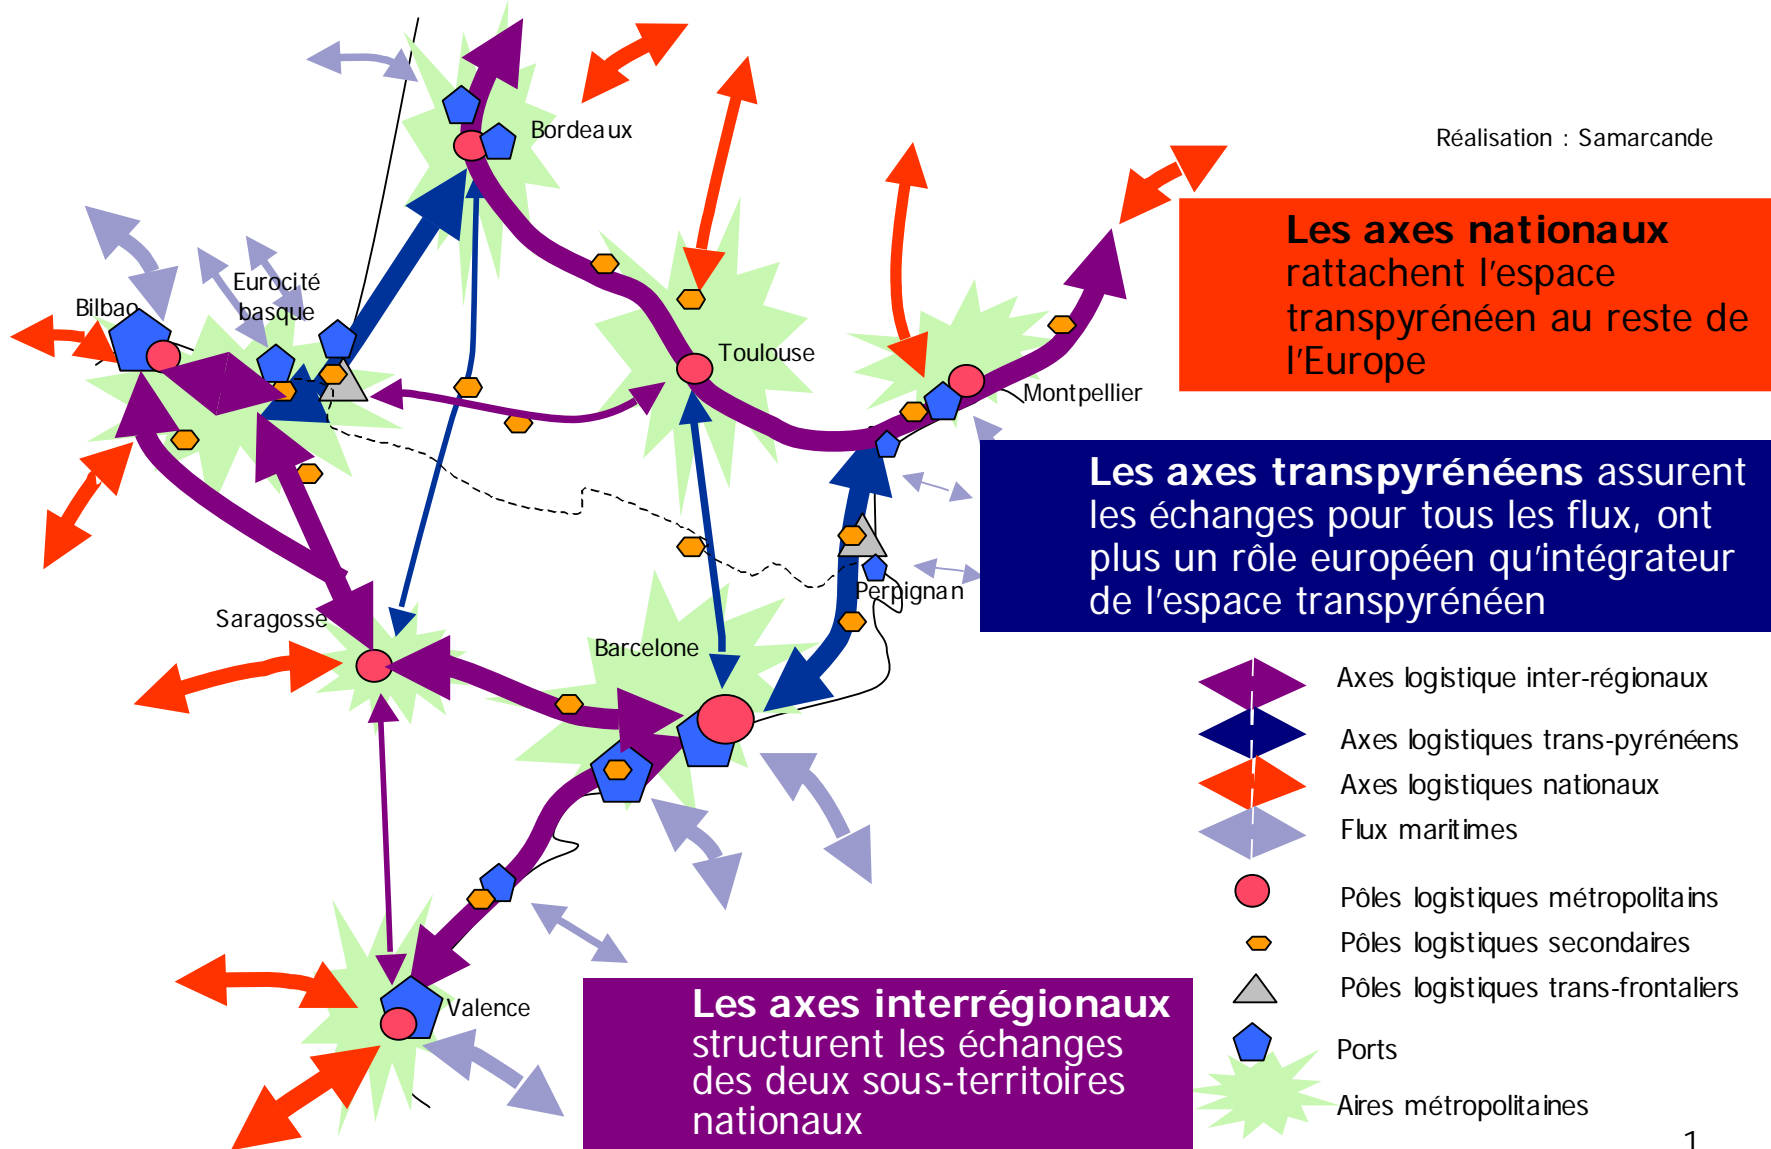 Bordeaux
Réalisation : Samarcande
Les axes nationaux
rattachent l'espace
transpyrénéen au reste de
l'Europe
Eurocité
basque
Bilbao
Toulouse
Montpellier
Les axes transpyrénéens assurent
les échanges pour tous les flux, ont
plus un rôle européen qu'intégrateur
de l'espace transpyrénéen
Perpignan
Saragosse
Barcelone
Axes logistique inter-régionaux
Axes logistiques trans-pyrénéens
Axes logistiques nationaux
Flux maritimes
Pôles logistiques métropolitains
Pôles logistiques secondaires
Pôles logistiques trans-frontaliers
Ports
Aires métropolitaines
Valence
Les axes interrégionaux
structurent les échanges
des deux sous-territoires
nationaux
1